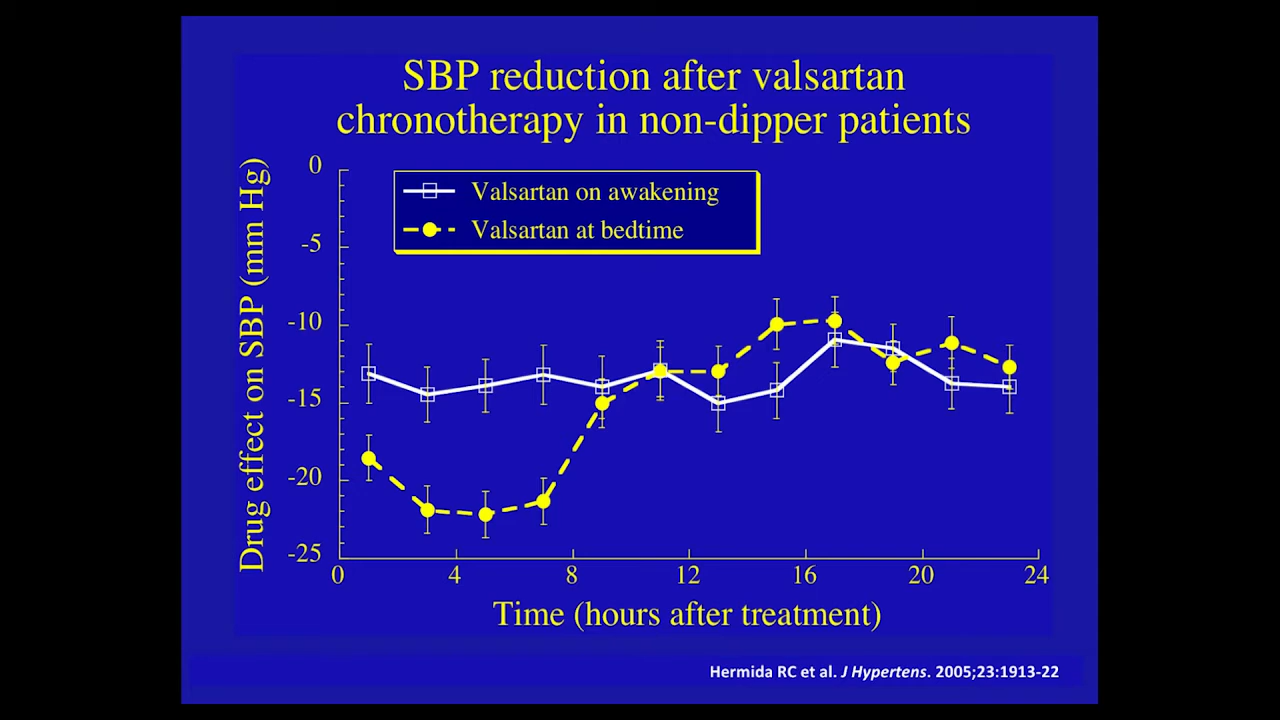 SBP reduction after valsartan
chronotherapy in non-dipper patients
Drug effect on SBP (mm Hg)
0
-5
-10
-15
-20
-25
Valsartan on awakening
Valsartan at bedtime
0 4 8 12 16 20 24
Time (hours after treatment)
Hermida RC et al. J Hypertens. 2005;23:1913-22